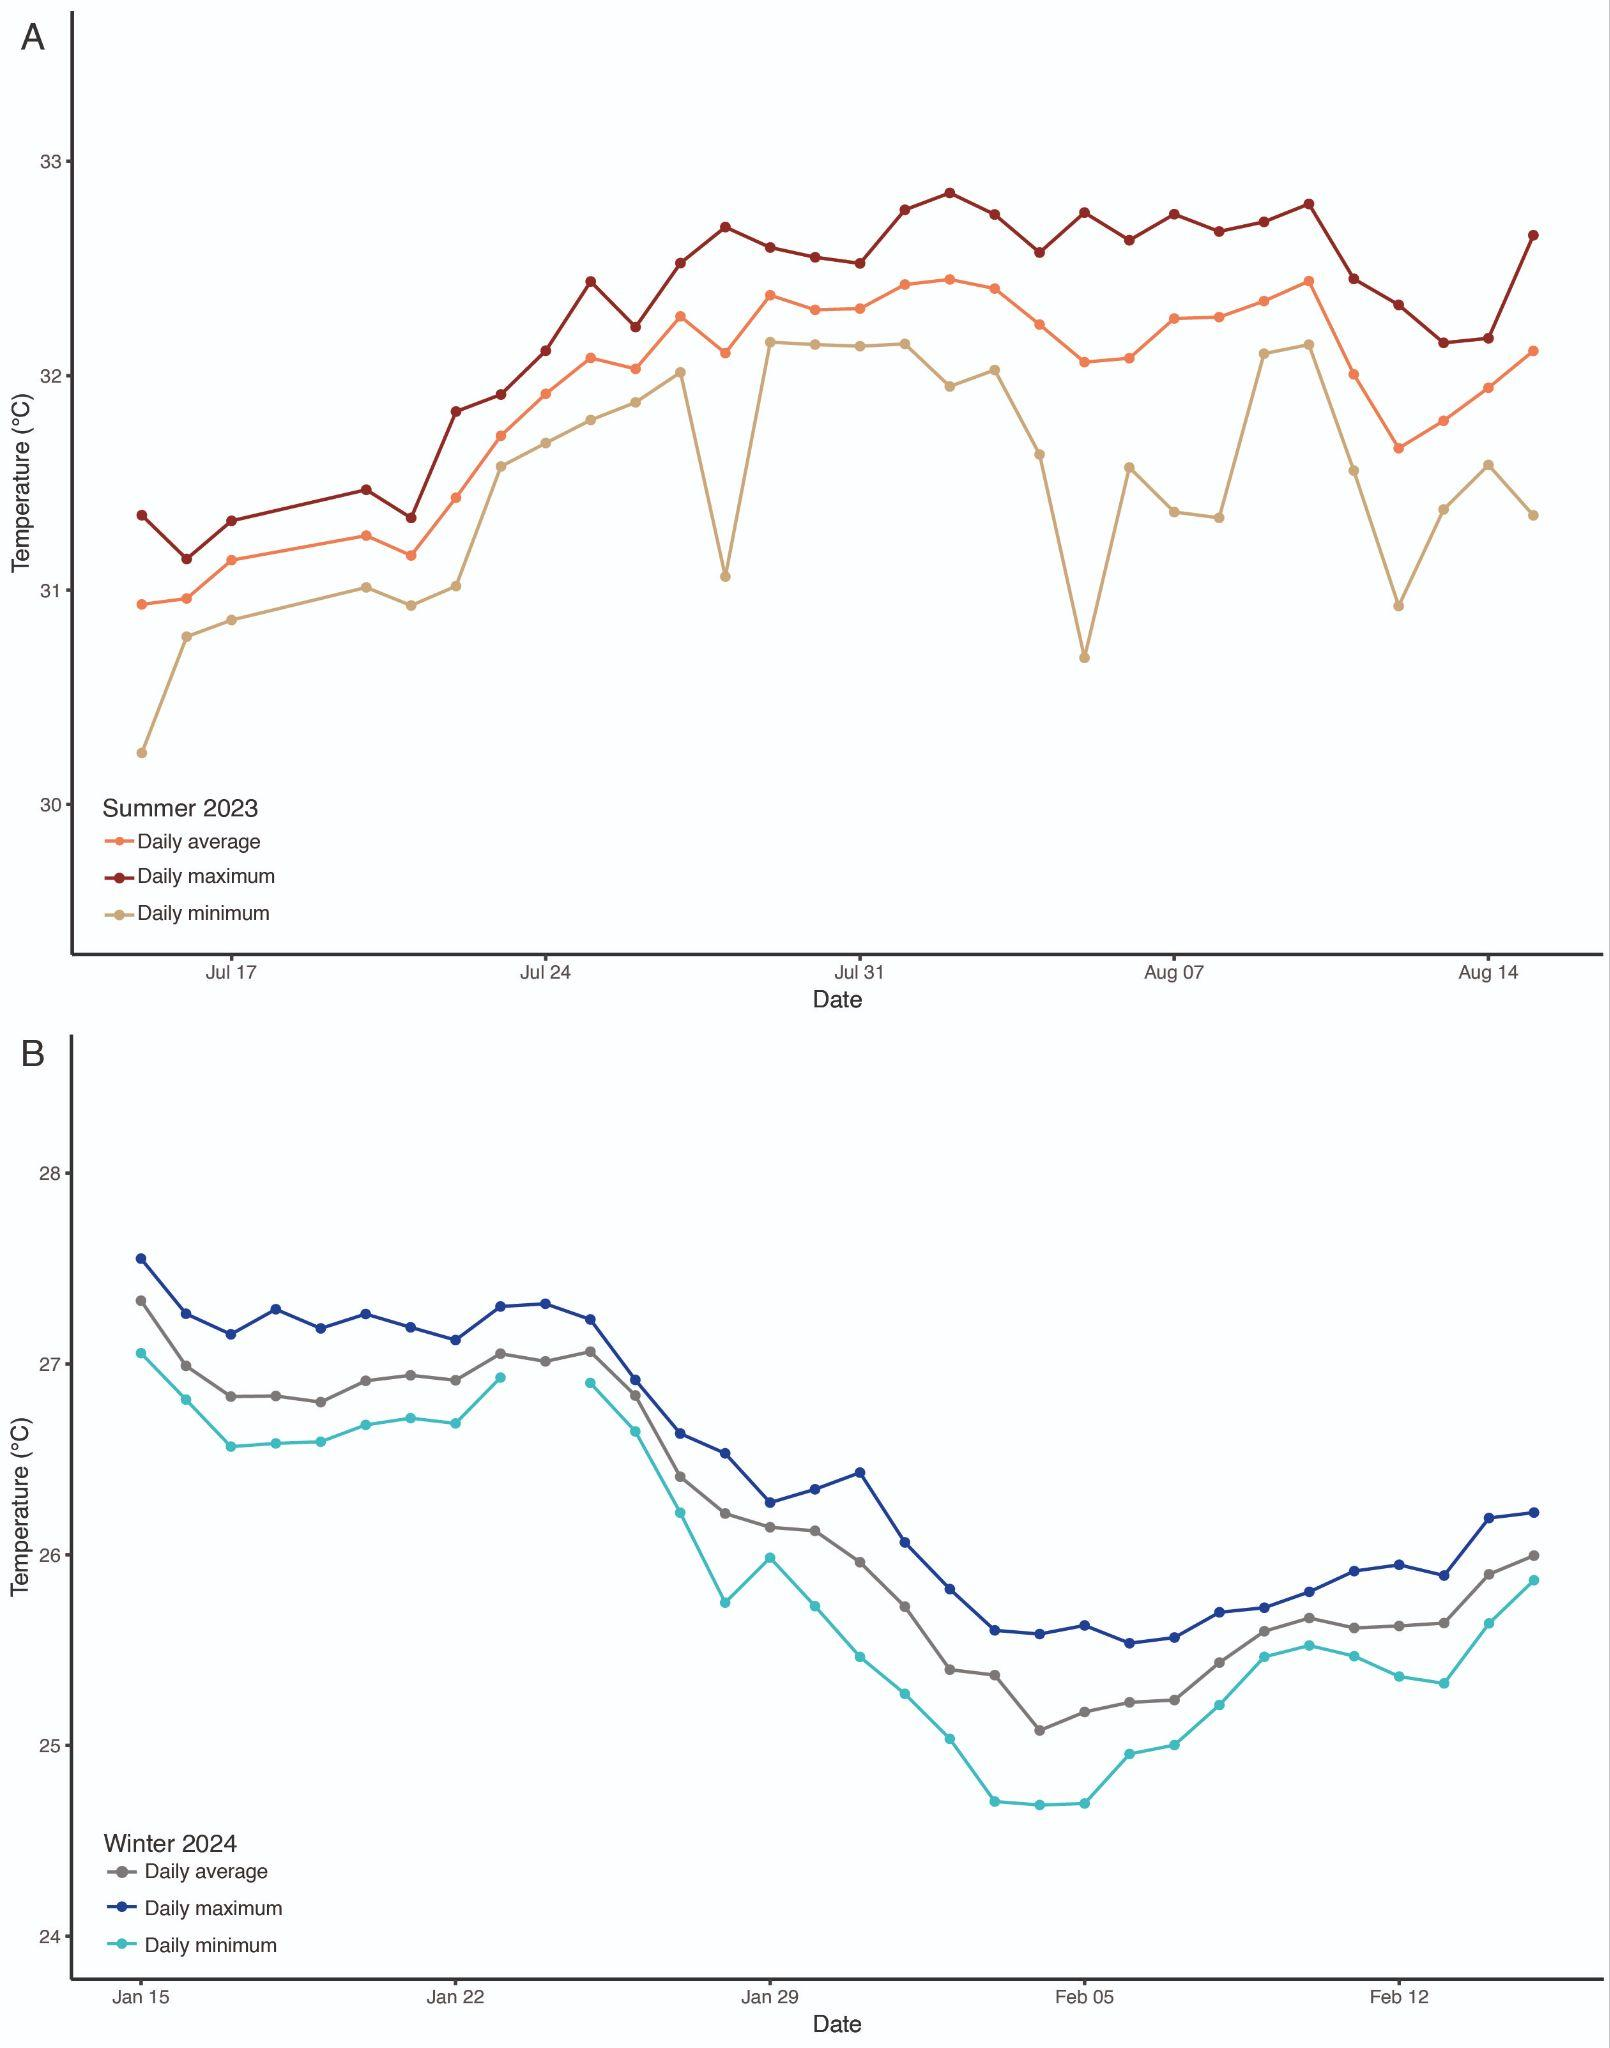 A
33
32
31
30
Temperature (°C)
Summer 2023
Daily average
Daily maximum
Daily minimum
Jul 17 Jul 24 Jul 31 Aug 07 Aug 14
Date
B
28
27
26
25
24
Temperature (°C)
Winter 2024
Daily average
Daily maximum
Daily minimum
Jan 15 Jan 22 Jan 29 Feb 05 Feb 12
Date